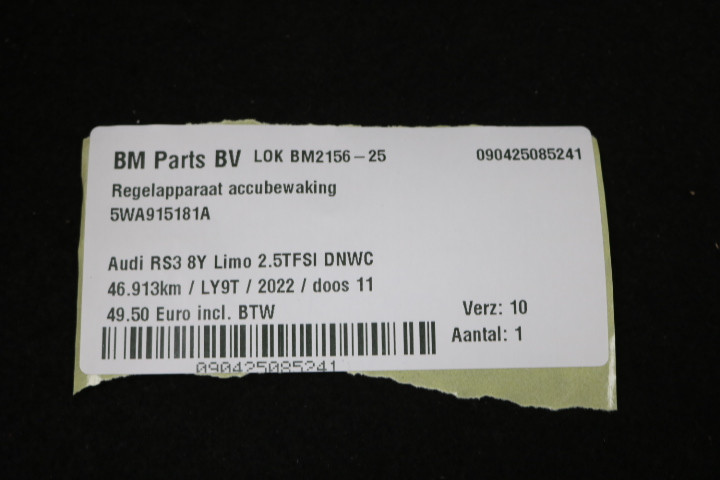 BM Parts BV LOK BM2156-25 090425085241
Regelapparaat accubewaking
5WA915181A
Audi RS3 8Y Limo 2.5TFSI DNWC
46.913km / LY9T / 2022 / doos 11
49.50 Euro incl. BTW
Verz: 10
Aantal: 1
090425085241